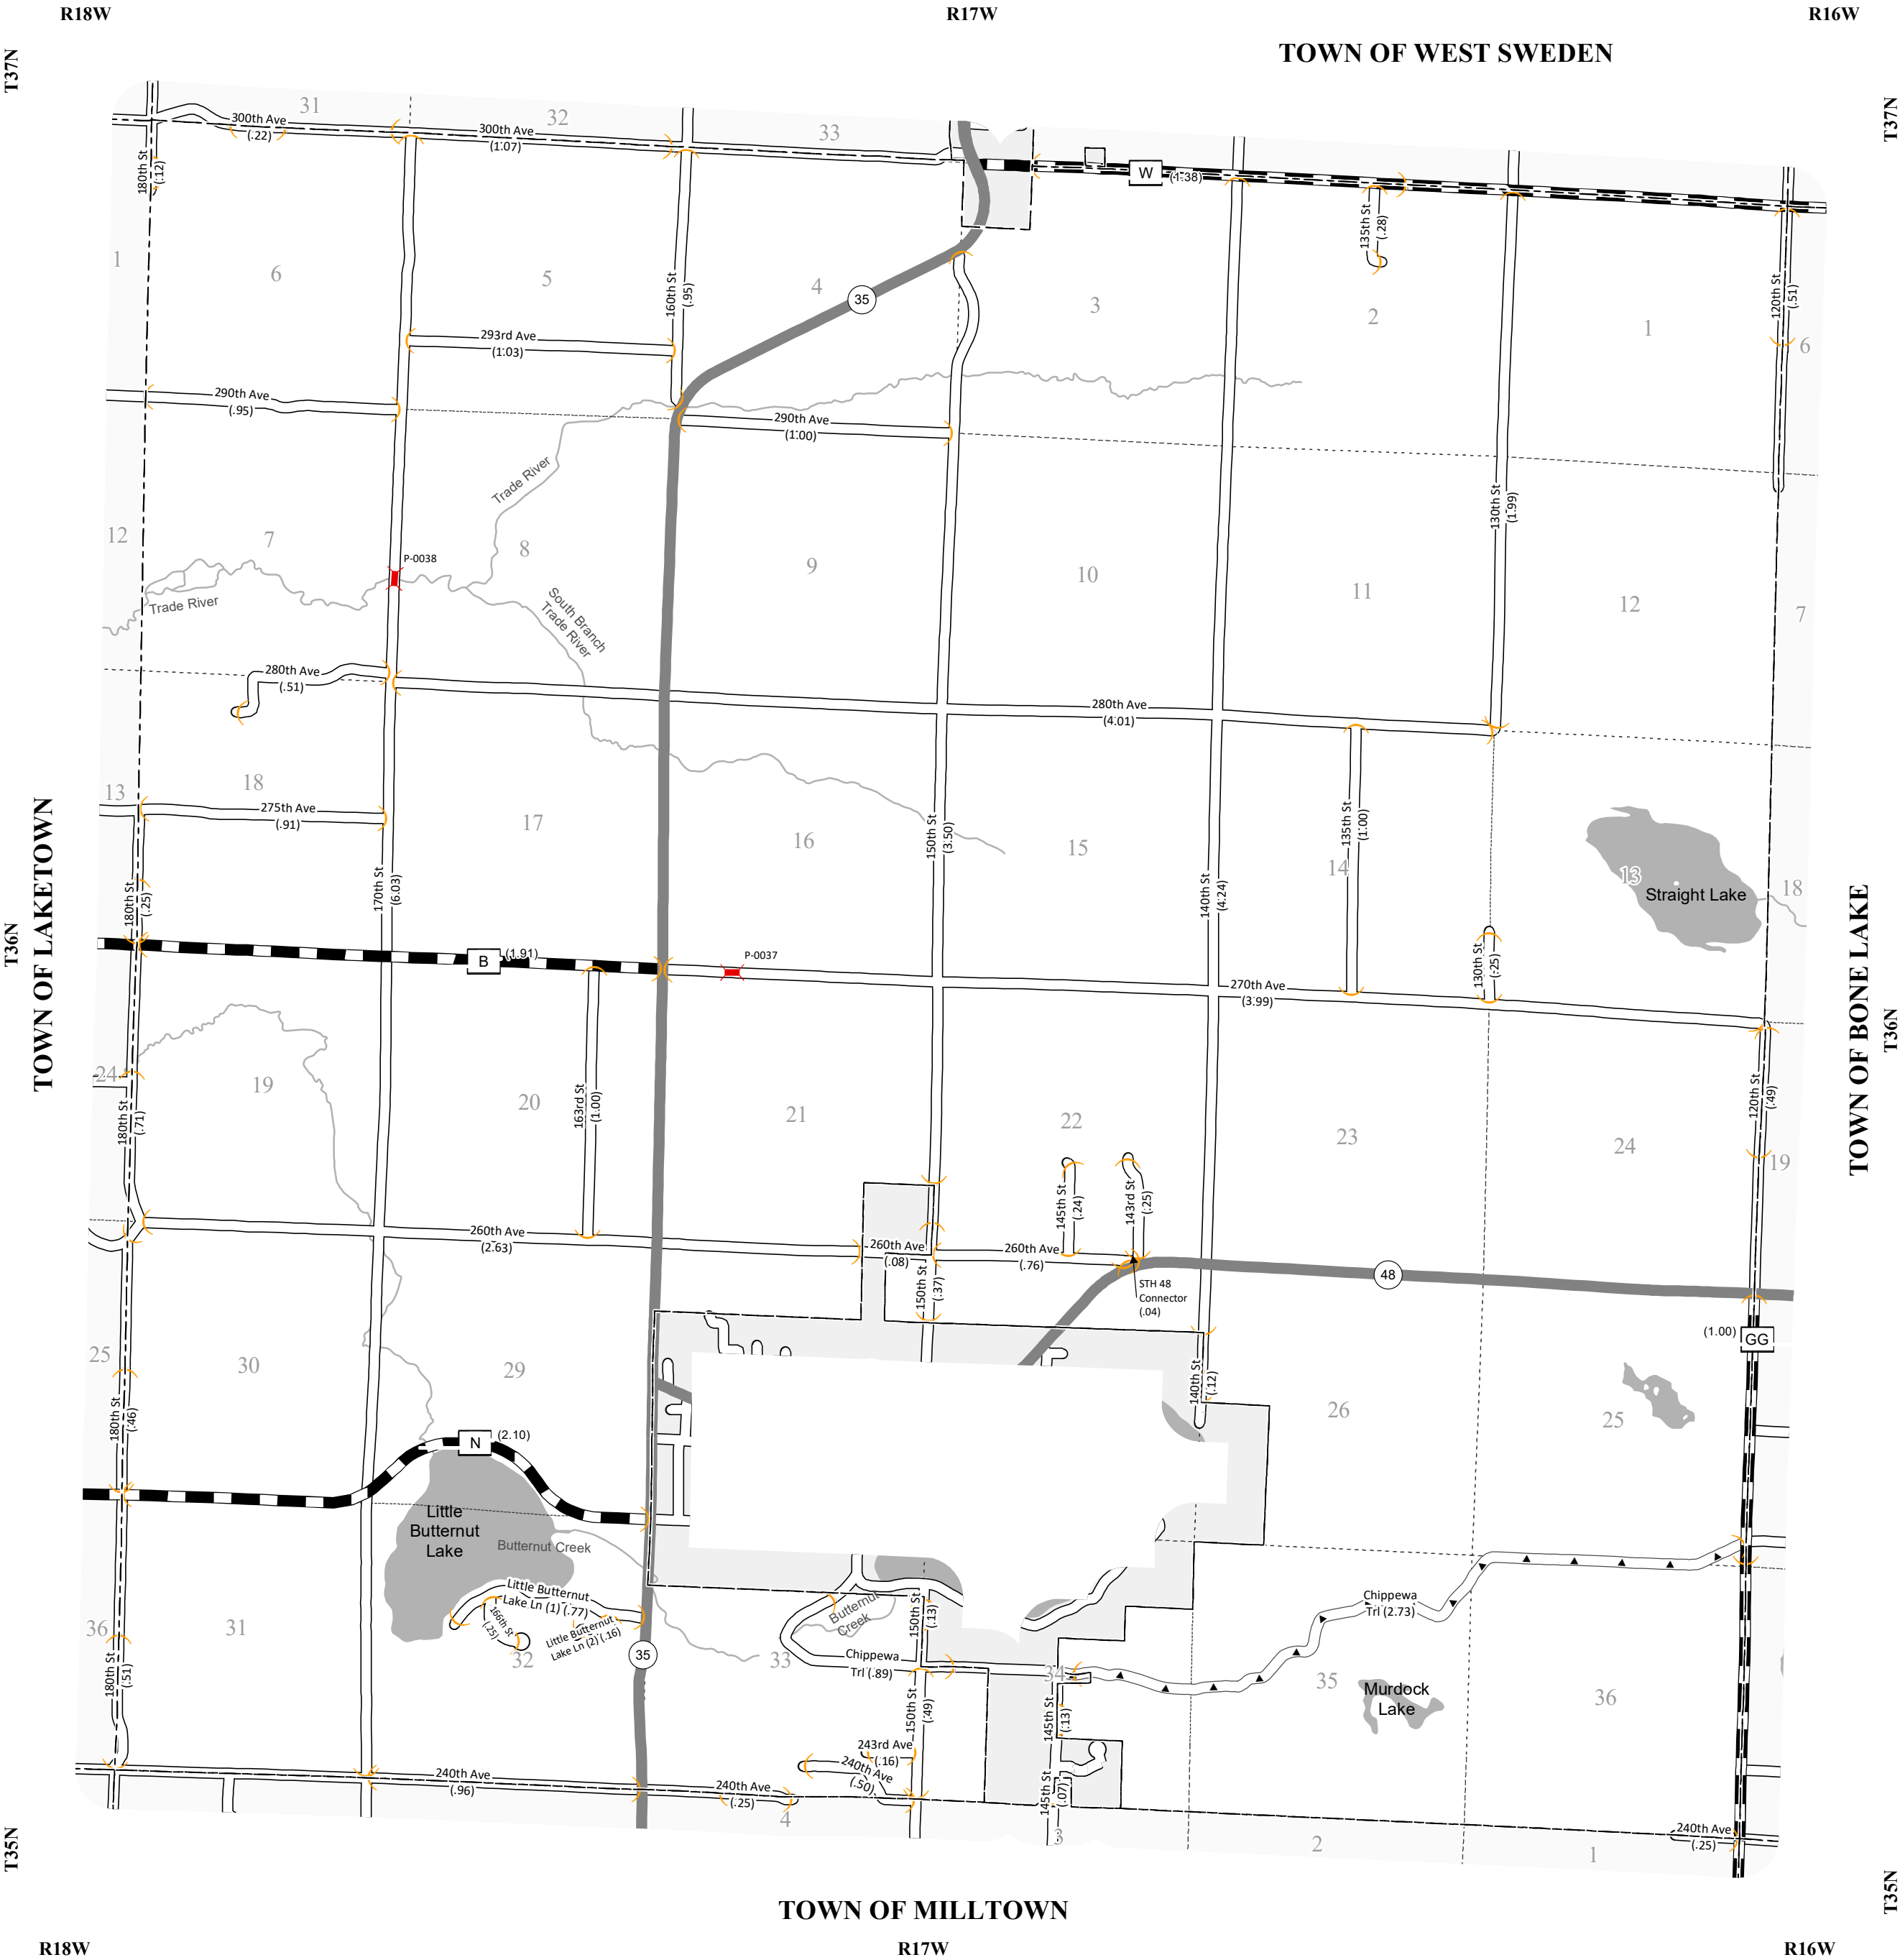 R18W
R17W
R16W
TOWN OF WEST SWEDEN
T37N
T37N
31
32
33
300th Ave
(.22)
300th Ave
(1.07)
180th St
(.12)
W
(1.38)
135th St
(.28)
1
6
5
4
35
3
2
1
6
160th St
(.95)
120th St
(.51)
293rd Ave
(1.03)
290th Ave
(.95)
290th Ave
(1.00)
Trade River
130th St
(1.99)
12
7
8
9
10
11
12
7
P-0038
Trade River
South Branch
Trade River
280th Ave
(.51)
280th Ave
(4.01)
13
18
17
16
15
14
13
18
275th Ave
(.91)
150th St
(3.50)
135th St
(1.00)
Straight Lake
TOWN OF LAKETOWN
TOWN OF BONE LAKE
180th St
(.25)
170th St
(6.03)
140th St
(4.24)
T36N
T36N
B
(1.91)
P-0037
130th St
(.25)
270th Ave
(3.99)
24
19
20
21
22
23
24
19
180th St
(.71)
163rd St
(1.00)
120th St
(.49)
145th St
(.24)
143rd St
(.25)
260th Ave
(2.63)
260th Ave
(.08)
260th Ave
(.76)
150th St
(.37)
48
STH 48
Connector
(.04)
(1.00)
GG
25
30
29
26
25
180th St
(.46)
140th St
(.12)
N
(2.10)
Little
Butternut
Lake
Butternut Creek
Little Butternut
Lake Ln (1) (.77)
166th St
(.25)
Little Butternut
Lake Ln (2) (.16)
Butternut
Creek
150th St
(.13)
Chippewa
Trl (2.73)
36
31
32
35
33
34
35
36
Chippewa
Trl (.89)
180th St
(.51)
Murdock
Lake
150th St
(.49)
145th St
(.13)
243rd Ave
(.16)
240th Ave
(.50)
240th Ave
(.96)
240th Ave
(.25)
145th St
(.07)
4
3
2
1
240th Ave
(.25)
T35N
T35N
TOWN OF MILLTOWN
R18W
R17W
R16W